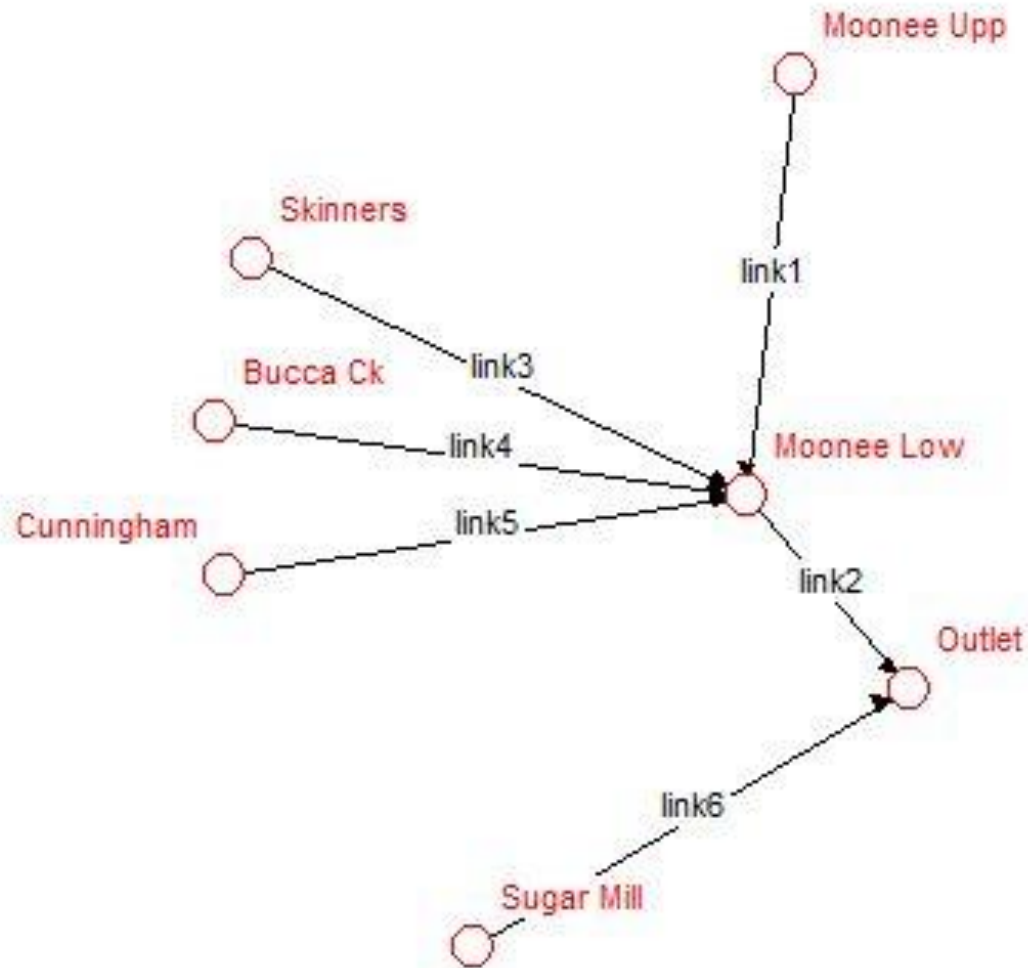 Moonee Upp
Skinners
link1
link3
Bucca Ck
link4
Moonee Low
Cunningham
link5
link2
Outlet
link6
Sugar Mill